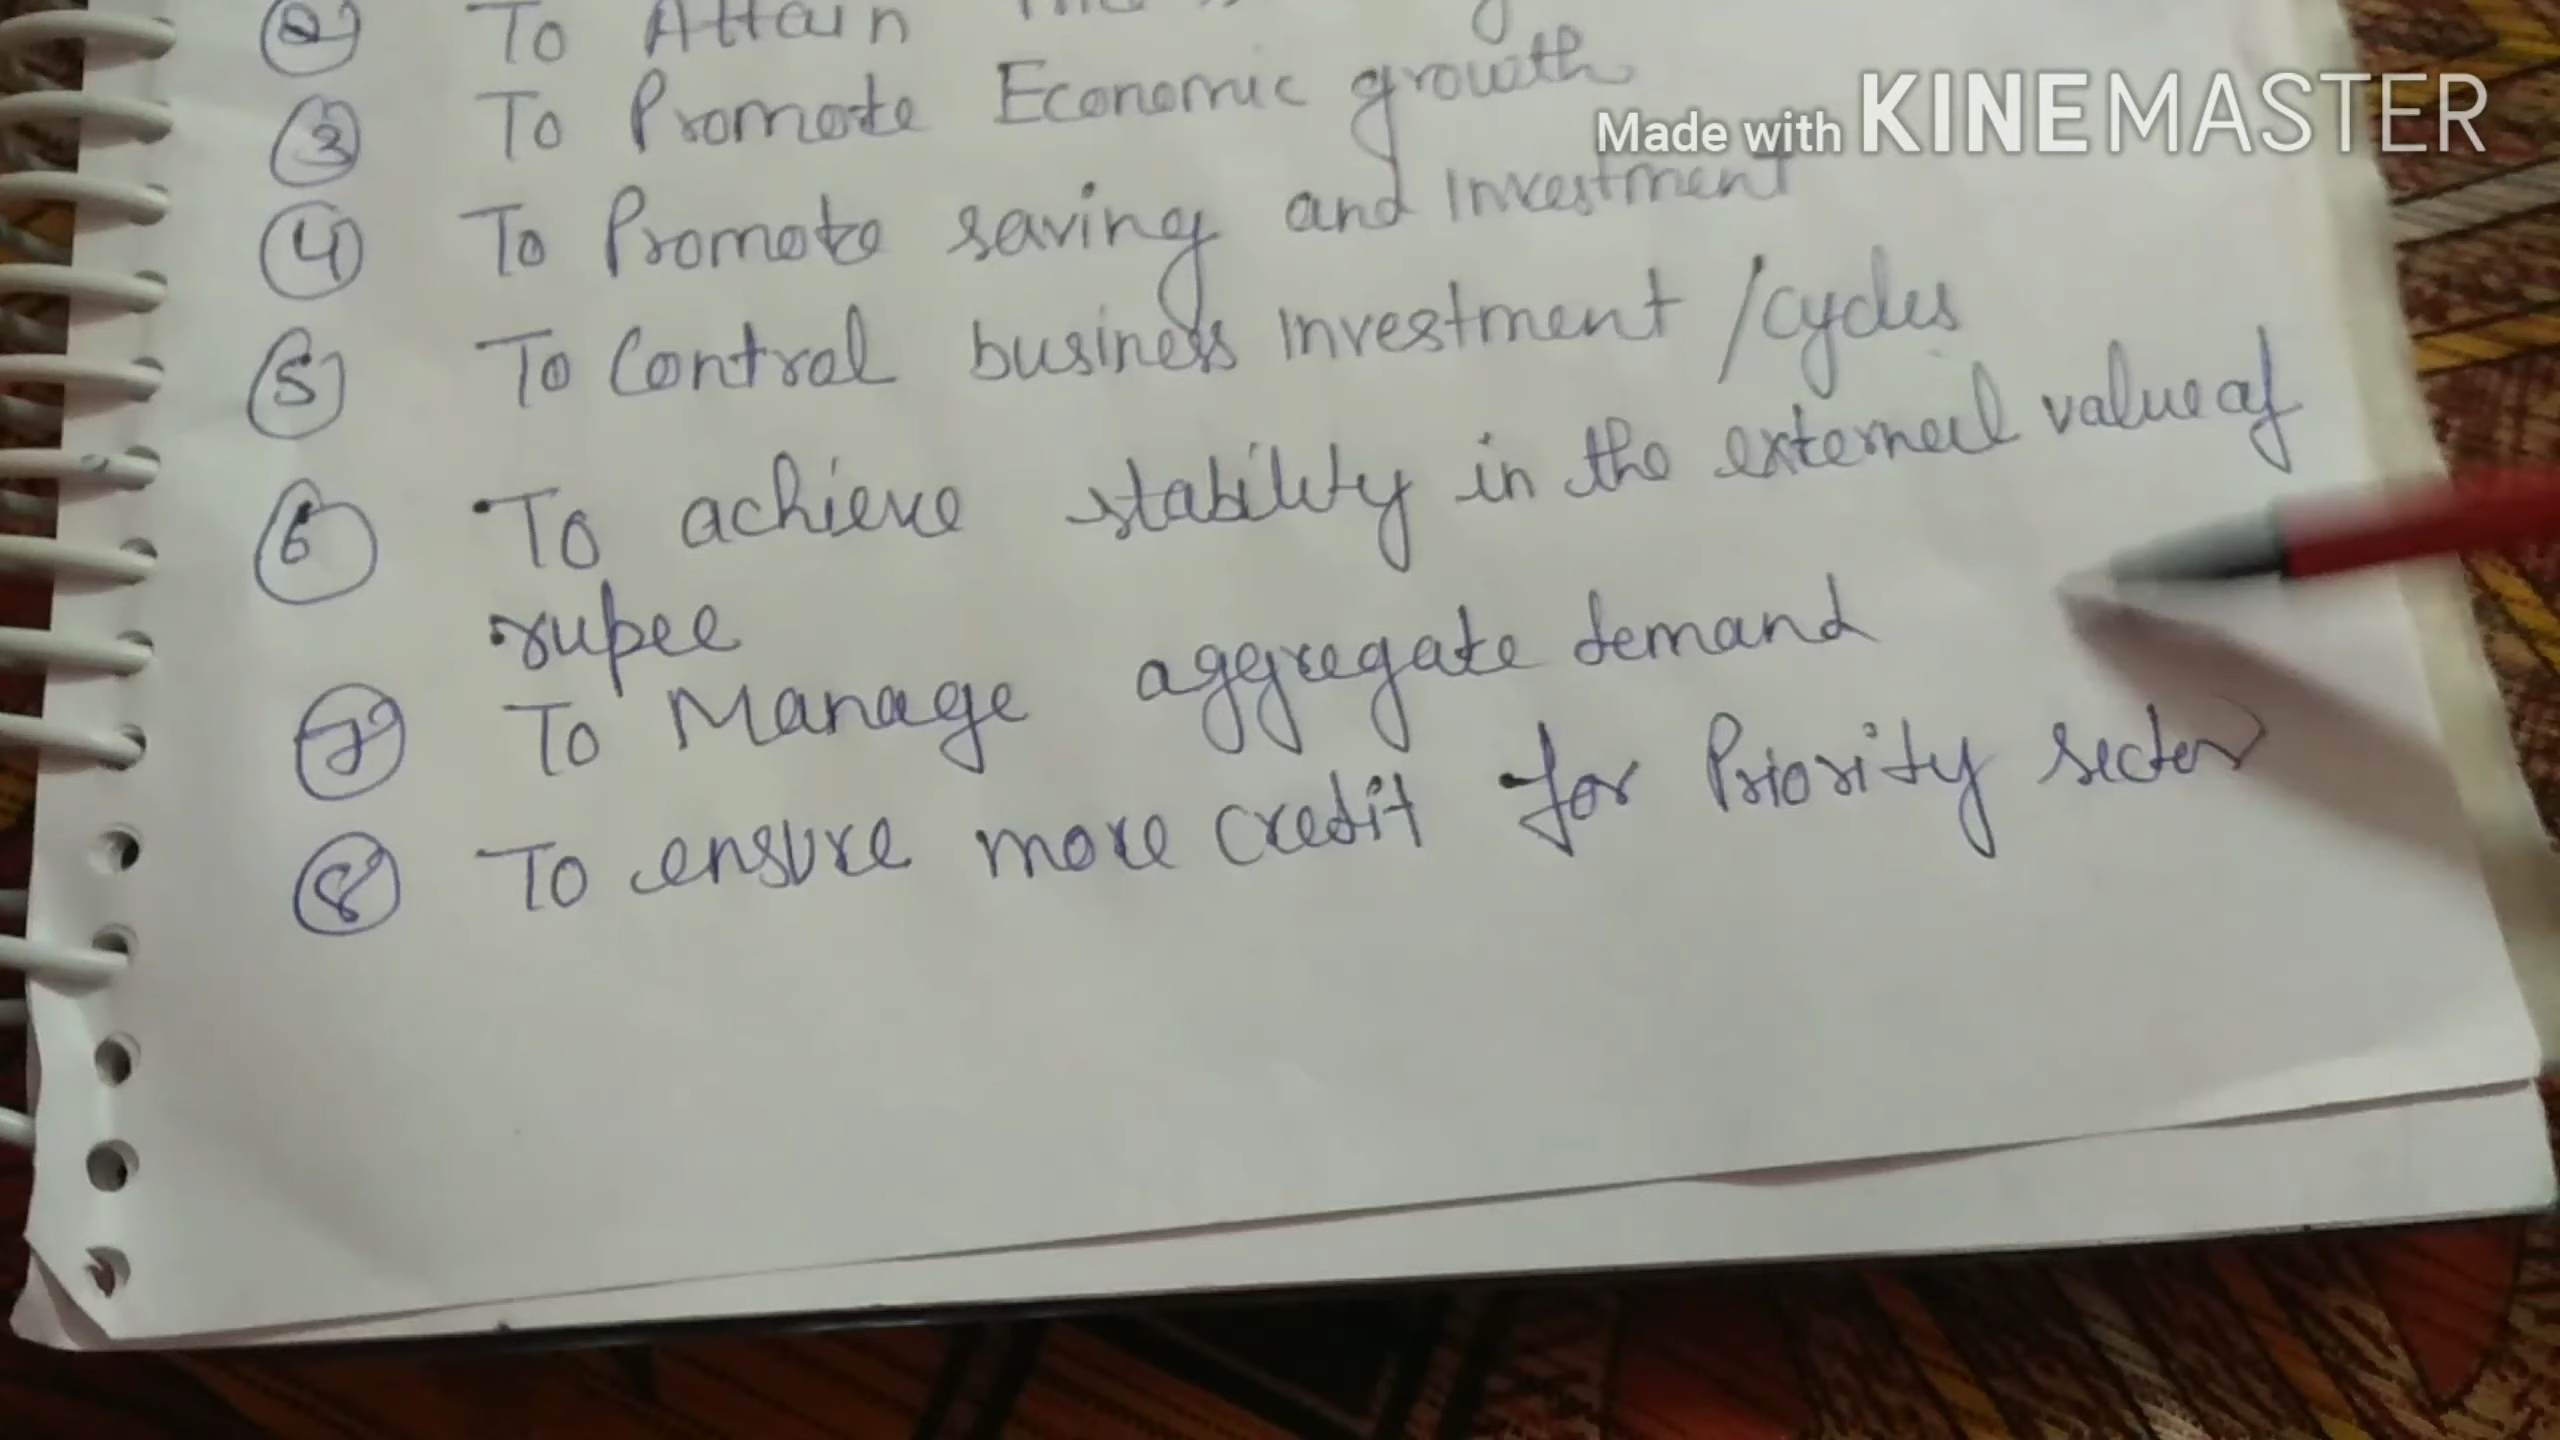 ② To Attain
③ To Promote Economic growth
Made with KINEMASTER
④ To Promote saving and Investment
⑤ To Control business Investment / cycles
⑥ To achieve stability in the external value of
rupee
⑦ To Manage aggregate demand
⑧ To ensure more credit for Priority sector